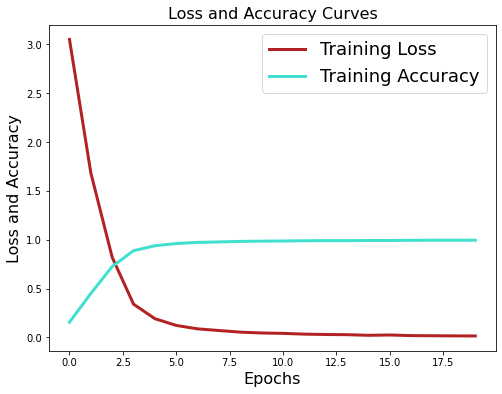 Loss and Accuracy Curves
Training Loss
Training Accuracy
Loss and Accuracy
3.0
2.5
2.0
1.5
1.0
0.5
0.0
0.0 2.5 5.0 7.5 10.0 12.5 15.0 17.5
Epochs